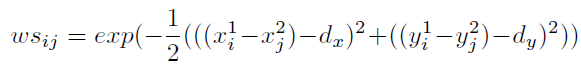 $ws_{ij} = exp(-\frac{1}{2}(((x_i^1 - x_j^2) - d_x)^2 + ((y_i^1 - y_j^2) - d_y)^2))$